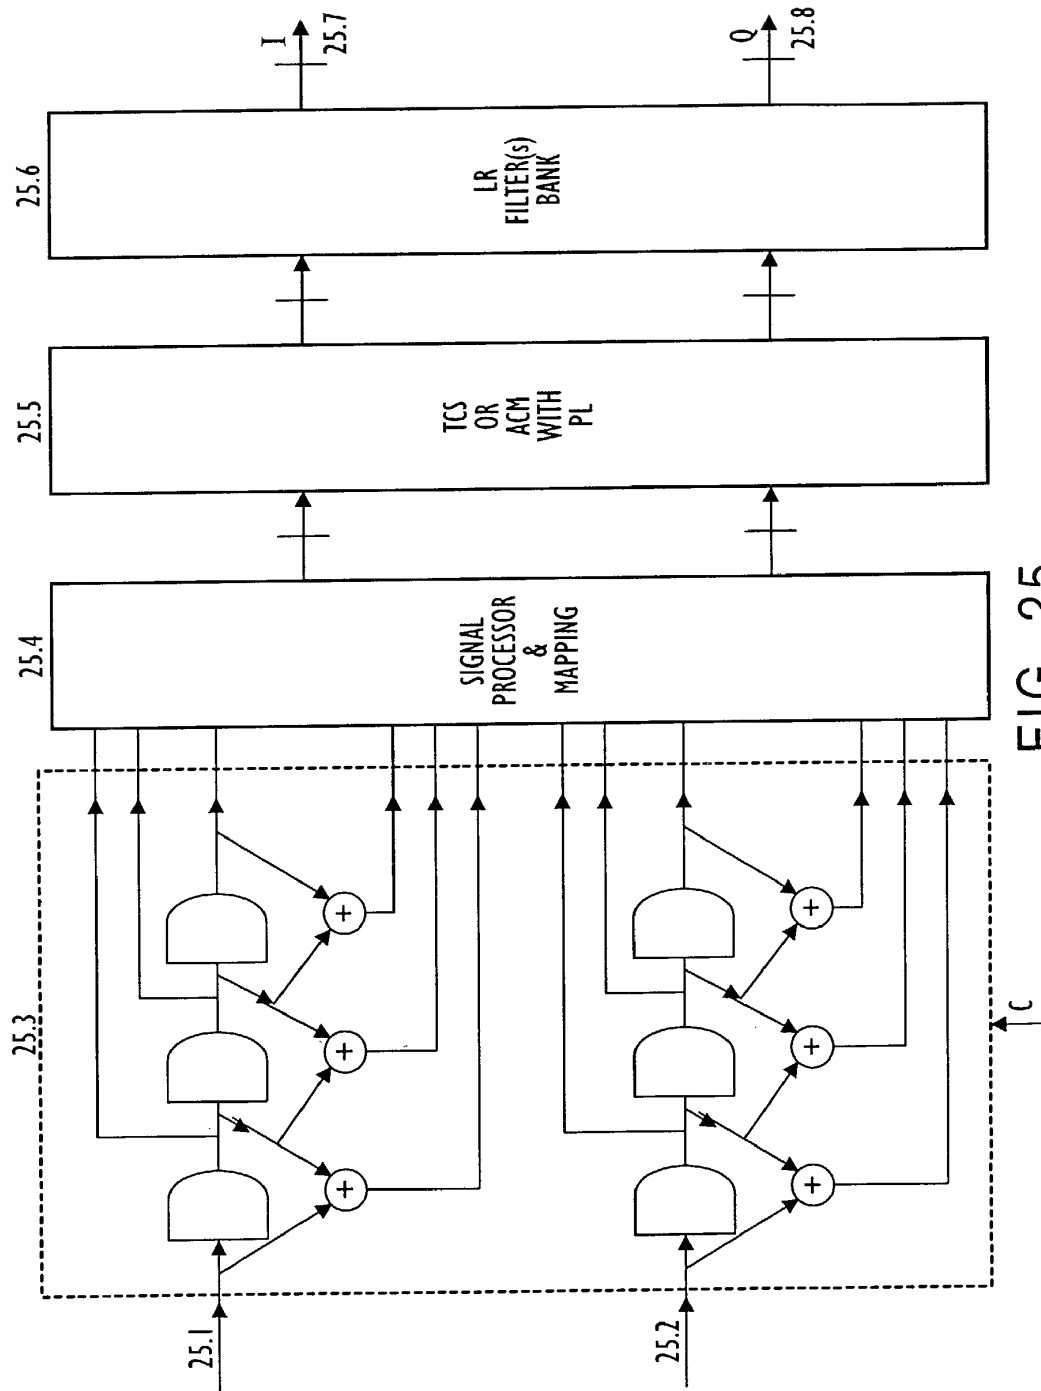 25.1
25.2
25.3
+
+
+
+
+
+
C
25.4
SIGNAL
PROCESSOR
&
MAPPING
25.5
TCS
OR
ACM
WITH
PL
25.6
LR
FILTER(s)
BANK
I
25.7
Q
25.8
FIG 25